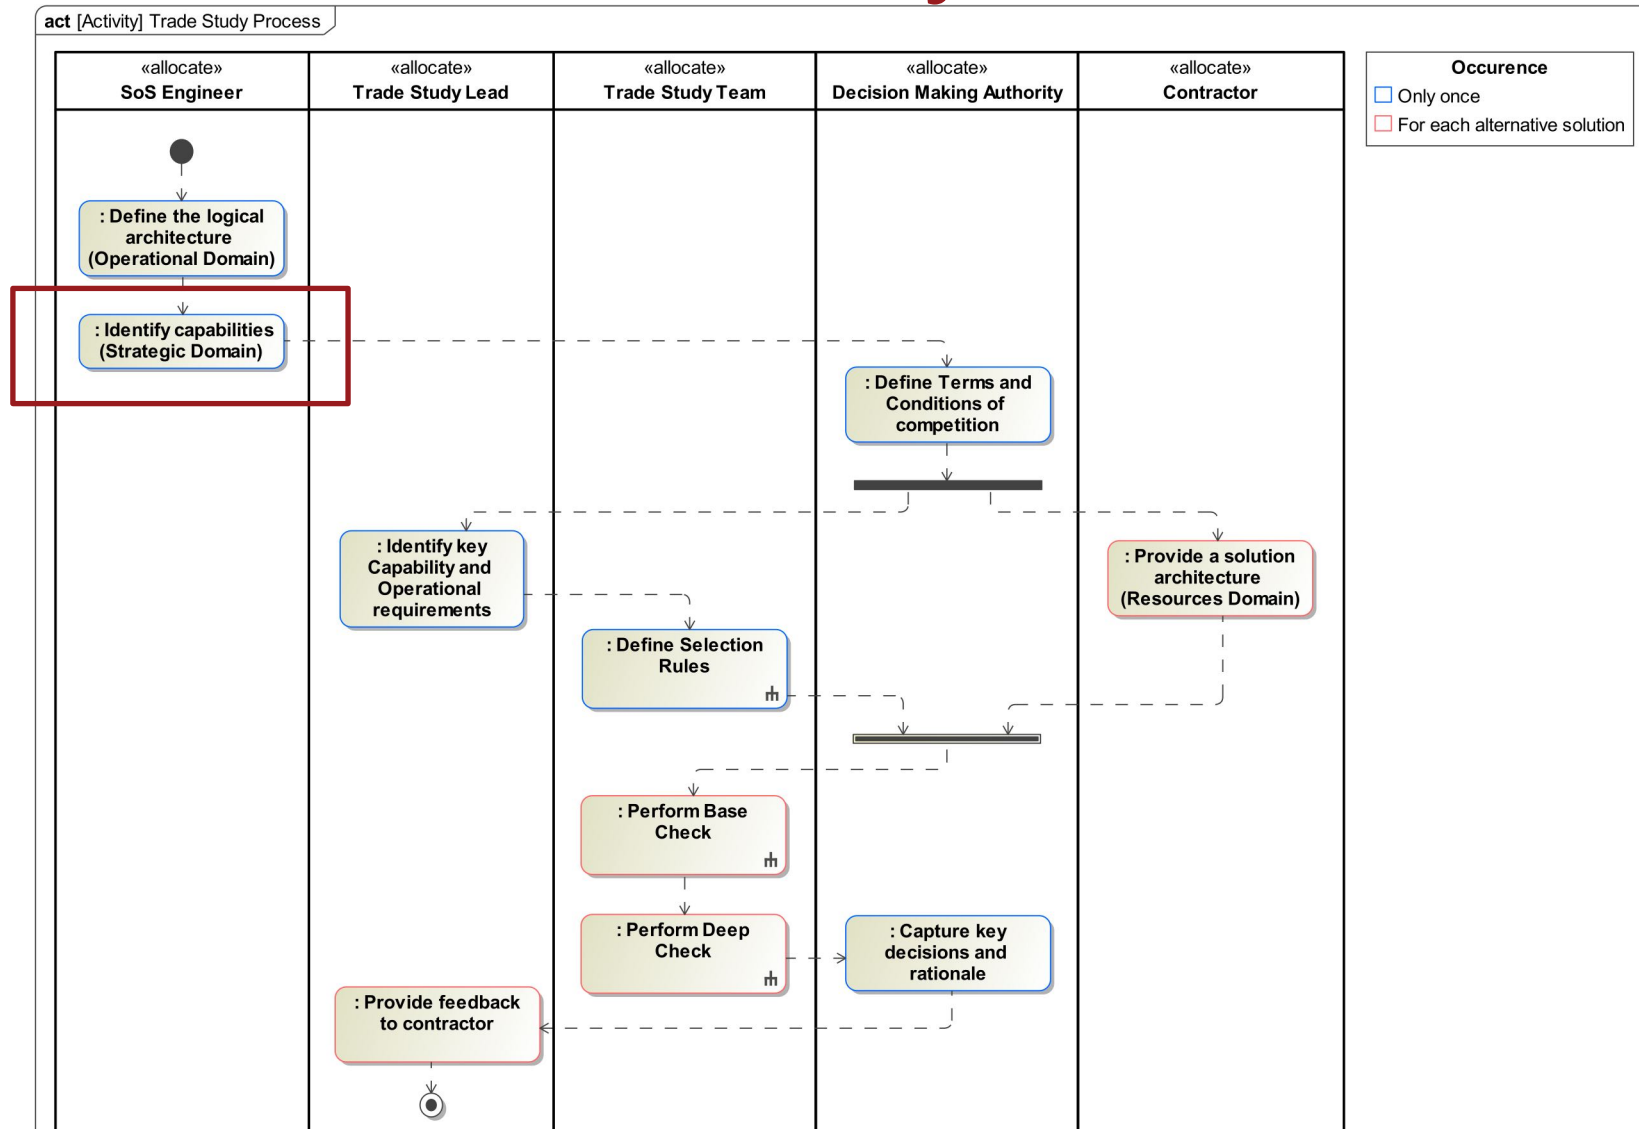 act [Activity] Trade Study Process
«allocate»
SoS Engineer
«allocate»
Trade Study Lead
«allocate»
Trade Study Team
«allocate»
Decision Making Authority
«allocate»
Contractor
Occurence
Only once
For each alternative solution
: Define the logical
architecture
(Operational Domain)
: Identify capabilities
(Strategic Domain)
: Define Terms and
Conditions of
competition
: Identify key
Capability and
Operational
requirements
: Provide a solution
architecture
(Resources Domain)
: Define Selection
Rules
: Perform Base
Check
: Perform Deep
Check
: Capture key
decisions and
rationale
: Provide feedback
to contractor